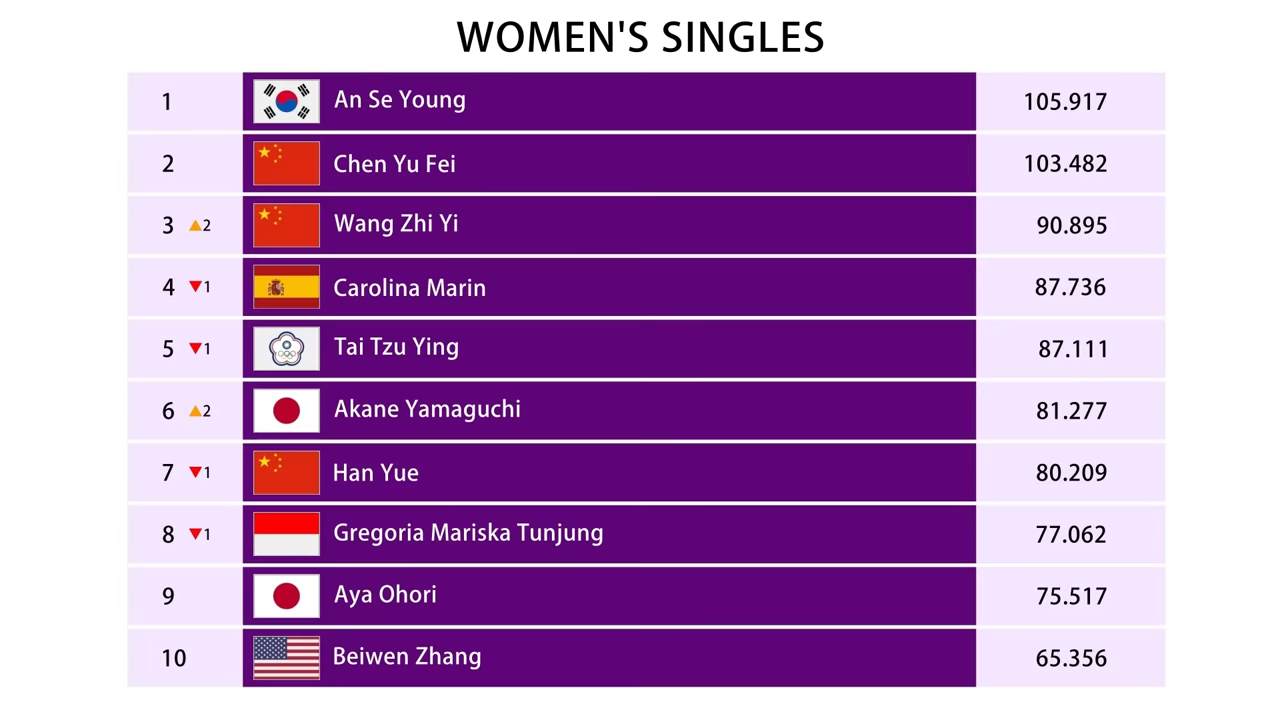 WOMEN'S SINGLES
1 An Se Young 105.917
2 Chen Yu Fei 103.482
3 ▲2 Wang Zhi Yi 90.895
4 ▼1 Carolina Marin 87.736
5 ▼1 Tai Tzu Ying 87.111
6 ▲2 Akane Yamaguchi 81.277
7 ▼1 Han Yue 80.209
8 ▼1 Gregoria Mariska Tunjung 77.062
9 Aya Ohori 75.517
10 Beiwen Zhang 65.356